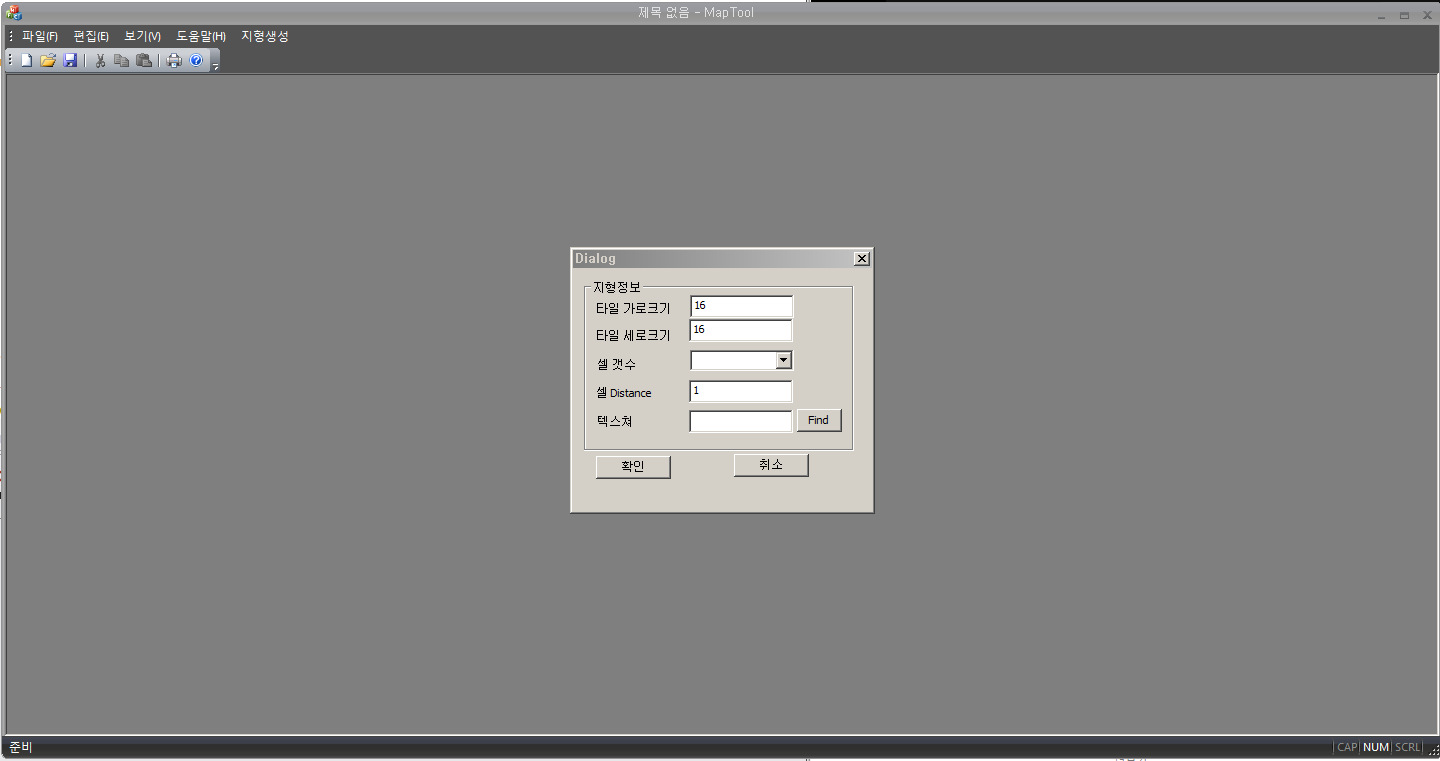 제목 없음 - MapTool
파일(F) 편집(E) 보기(V) 도움말(H) 지형생성
Dialog
지형정보
타일 가로크기 16
타일 세로크기 16
셀 갯수
셀 Distance 1
텍스쳐 Find
확인 취소
준비 CAP NUM SCRL